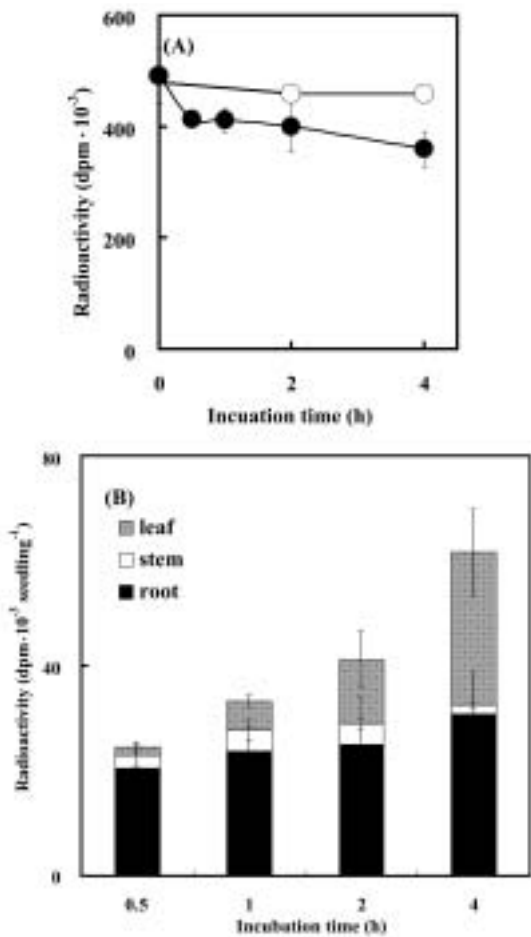 600
(A)
400
200
0
Radioactivity (dpm·10⁻³)
0 2 4
Incuation time (h)
80
(B)
leaf
stem
root
40
0
Radioactivity (dpm·10⁻³ seedling⁻¹)
0.5 1 2 4
Incubation time (h)